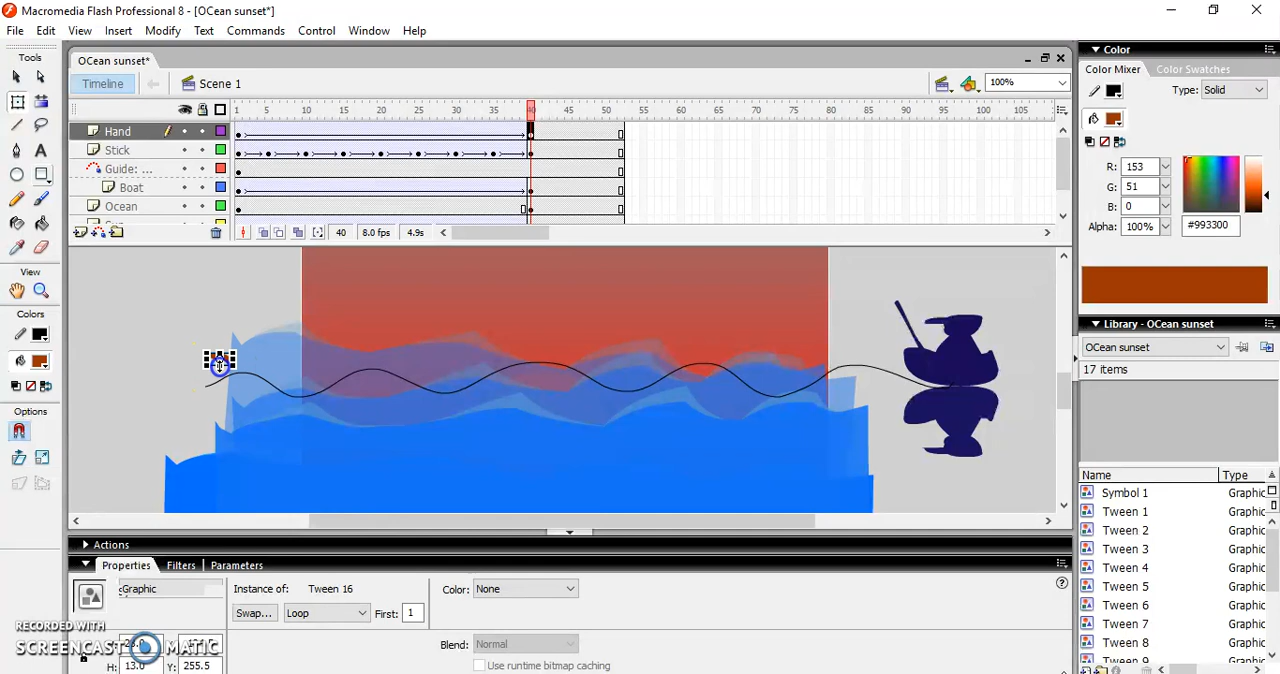 Macromedia Flash Professional 8 - [OCean sunset*]
File Edit View Insert Modify Text Commands Control Window Help
Tools
OCean sunset*
Timeline
Scene 1
100%
1 5 10 15 20 25 30 35 40 45 50 55 60 65 70 75 80 85 90 95 100 105
Hand
Stick
Guide: ...
Boat
Ocean
40 8.0 fps 4.9s
View
Colors
Options
Color
Color Mixer Color Swatches
Type: Solid
R: 153
G: 51
B: 0
Alpha: 100% #993300
Library - OCean sunset
OCean sunset
17 items
Name Type
Symbol 1 Graphic
Tween 1 Graphic
Tween 2 Graphic
Tween 3 Graphic
Tween 4 Graphic
Tween 5 Graphic
Tween 6 Graphic
Tween 7 Graphic
Tween 8 Graphic
Tween 9 Graphic
Actions
Properties Filters Parameters
Graphic
Instance of: Tween 16
Color: None
Swap... Loop First: 1
Blend: Normal
Use runtime bitmap caching
H: 13.0 Y: 255.5
RECORDED WITH
SCREENCAST MATIC